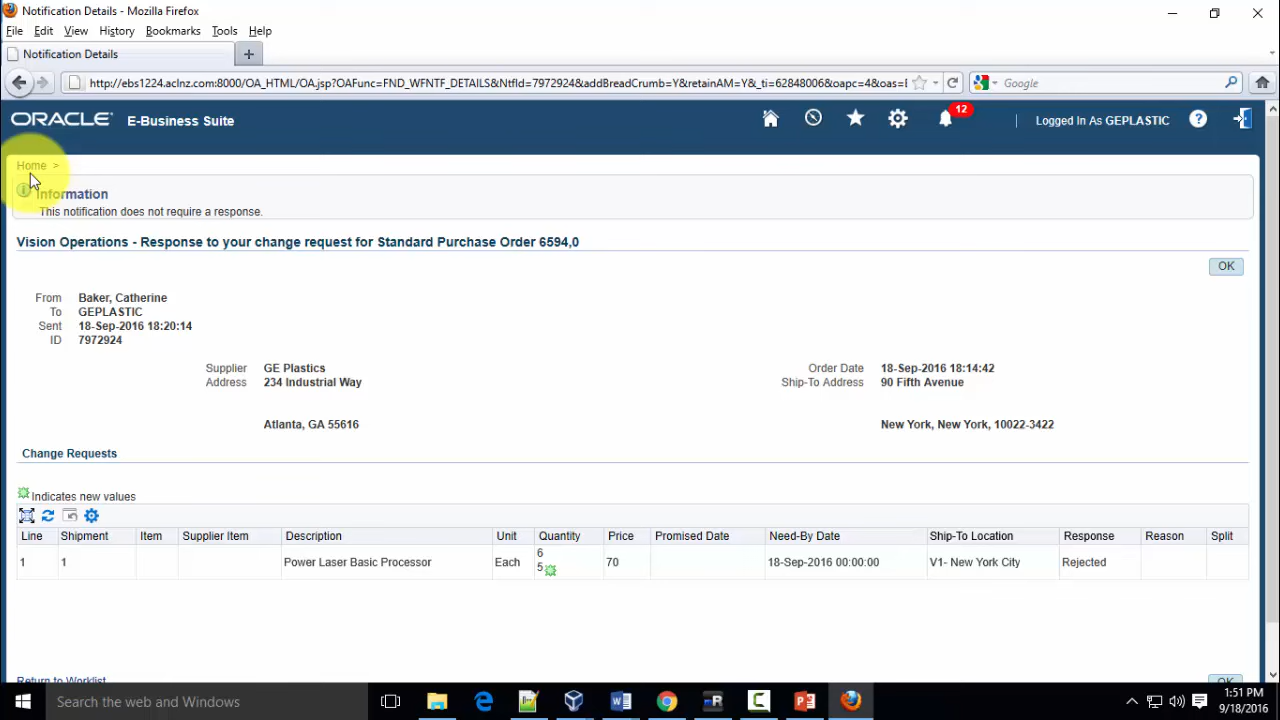 Notification Details - Mozilla Firefox
File Edit View History Bookmarks Tools Help
Notification Details
http://ebs1224.aclnz.com:8000/OA_HTML/OA.jsp?OAFunc=FND_WFNTF_DETAILS&NtfId=7972924&addBreadCrumb=Y&retainAM=Y&_ti=62848006&oapc=4&oas=E
Google
ORACLE E-Business Suite
12
Logged In As GEPLASTIC
Home >
Information
This notification does not require a response.
Vision Operations - Response to your change request for Standard Purchase Order 6594,0
OK
From Baker, Catherine
To GEPLASTIC
Sent 18-Sep-2016 18:20:14
ID 7972924
Supplier GE Plastics Order Date 18-Sep-2016 18:14:42
Address 234 Industrial Way Ship-To Address 90 Fifth Avenue
Atlanta, GA 55616 New York, New York, 10022-3422
Change Requests
Indicates new values
Line Shipment Item Supplier Item Description Unit Quantity Price Promised Date Need-By Date Ship-To Location Response Reason Split
1 1 Power Laser Basic Processor Each 6 70 18-Sep-2016 00:00:00 V1- New York City Rejected
5
Return to Worklist
OK
Search the web and Windows
1:51 PM
9/18/2016